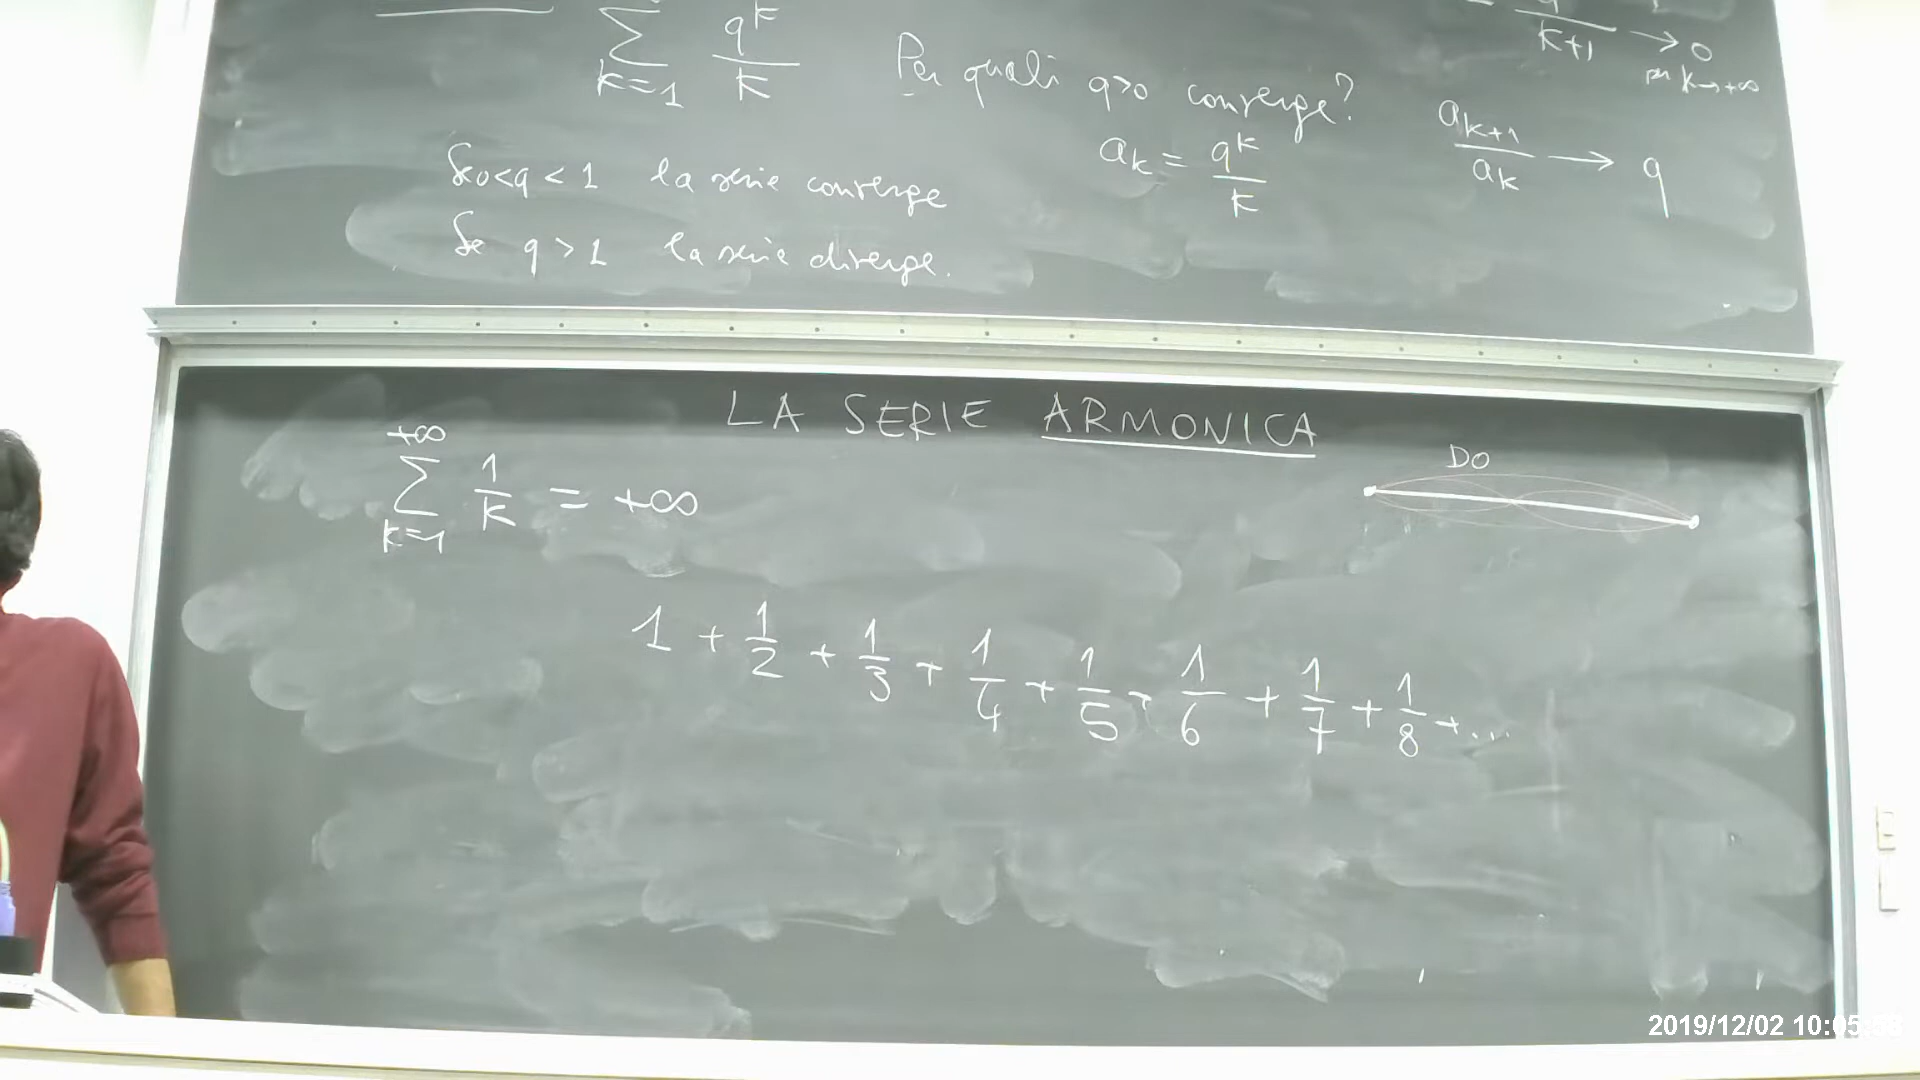 ∑_{k=1} q^k/k Per quali q>0 converge?
k+1 → 0
per k→+∞
a_k = q^k/k
a_{k+1}/a_k → q
Se 0<q<1 la serie converge
Se q>1 la serie diverge.
LA SERIE ARMONICA
∑_{k=1}^{+∞} 1/k = +∞
DO
1 + 1/2 + 1/3 + 1/4 + 1/5 + 1/6 + 1/7 + 1/8 + ...
2019/12/02 10:05